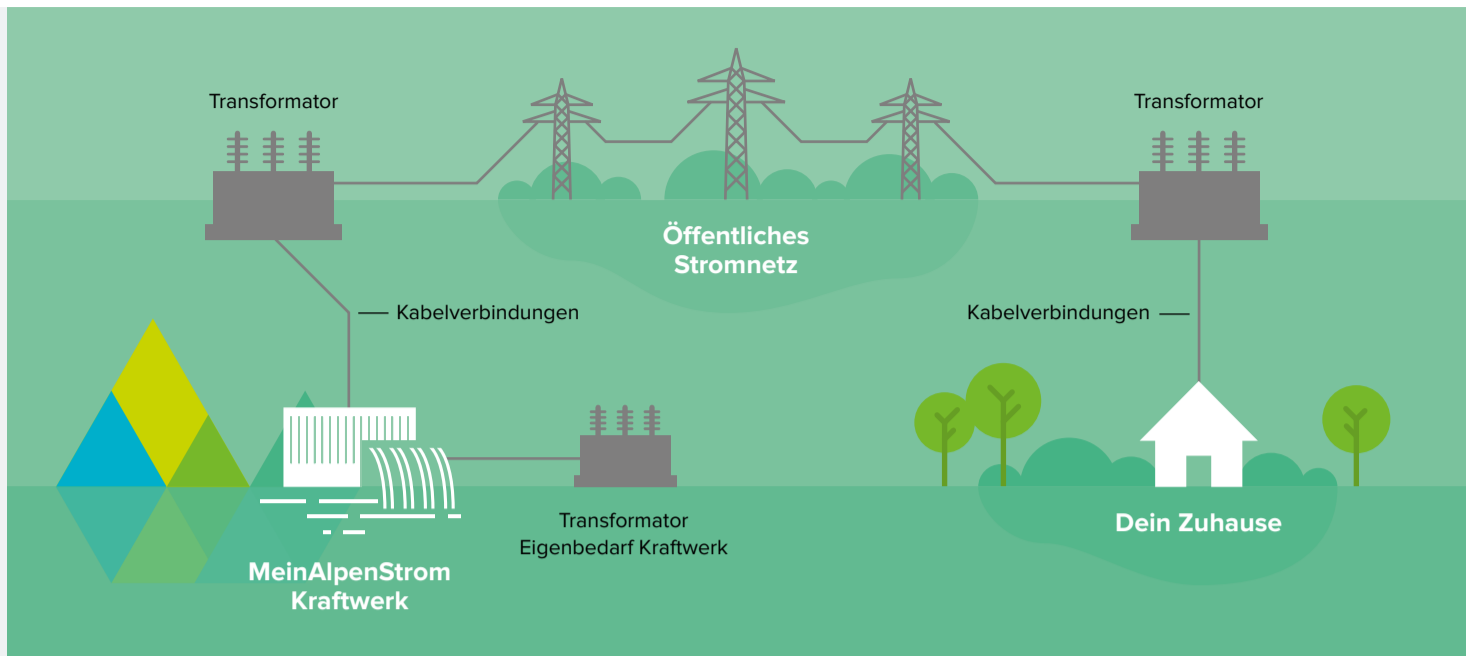 Transformator
Transformator
Öffentliches
Stromnetz
Kabelverbindungen
Kabelverbindungen
Transformator
Eigenbedarf Kraftwerk
Dein Zuhause
MeinAlpenStrom
Kraftwerk